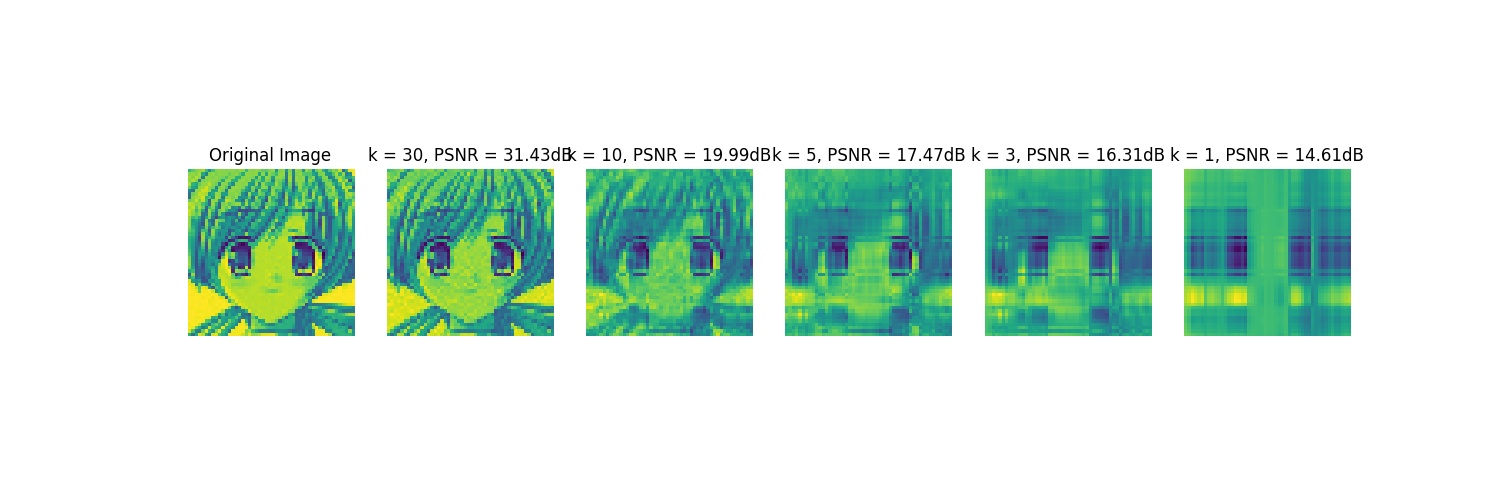 Original Image
k = 30, PSNR = 31.43dB
k = 10, PSNR = 19.99dB
k = 5, PSNR = 17.47dB
k = 3, PSNR = 16.31dB
k = 1, PSNR = 14.61dB